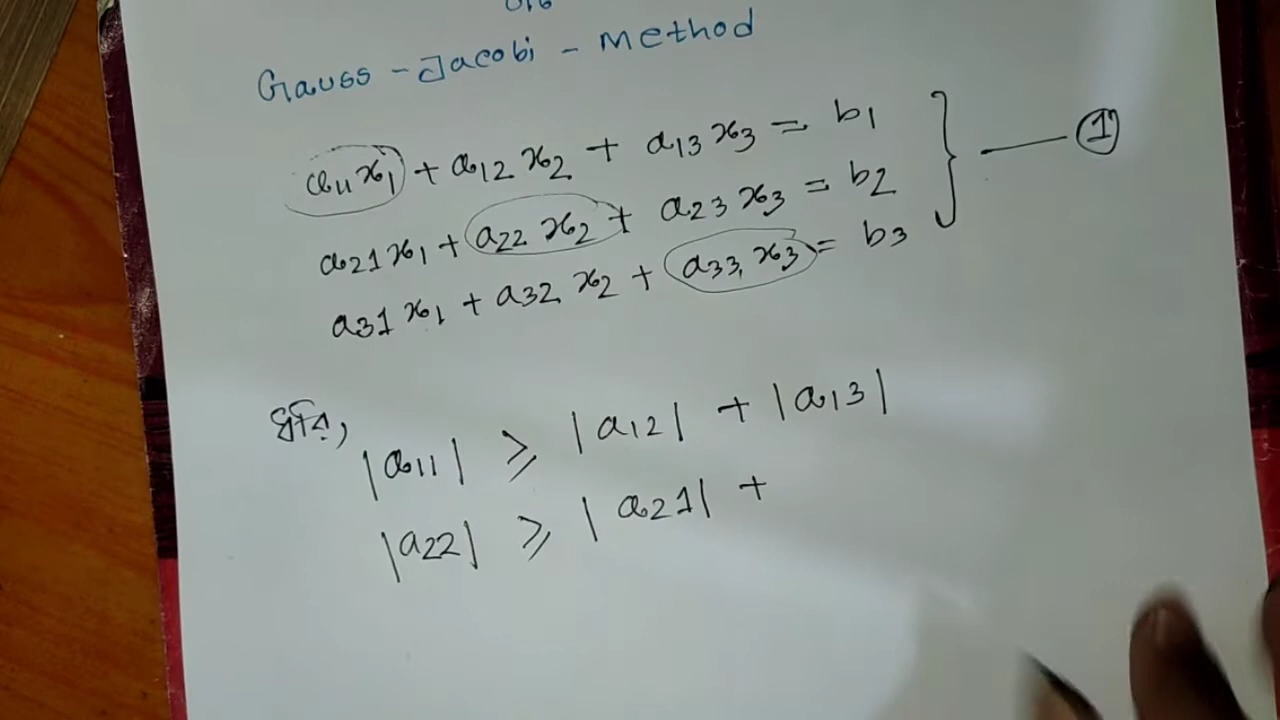 Gauss - Jacobi - Method
a11x1 + a12x2 + a13x3 = b1
a21x1 + a22x2 + a23x3 = b2
a31x1 + a32x2 + a33x3 = b3
} — ①
ধরি,
|a11| ⩾ |a12| + |a13|
|a22| ⩾ |a21| +